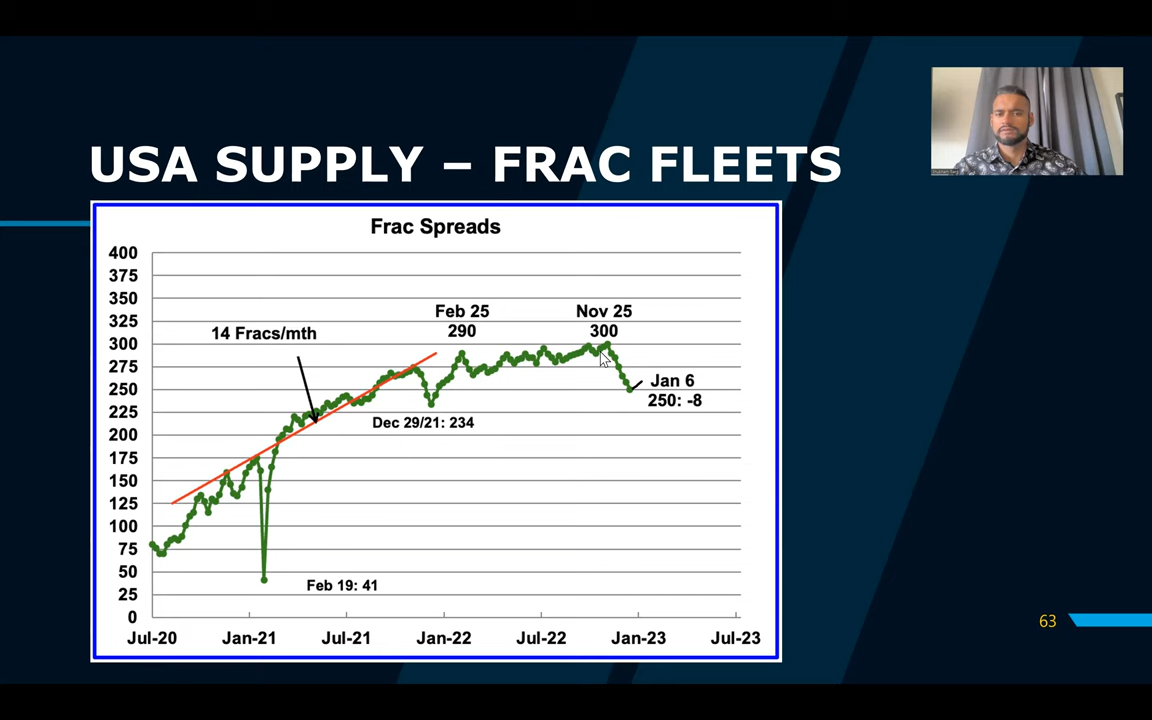 USA SUPPLY – FRAC FLEETS
Frac Spreads
400
375
350
325
300
275
250
225
200
175
150
125
100
75
50
25
0
14 Fracs/mth
Feb 25
290
Nov 25
300
Jan 6
250: -8
Dec 29/21: 234
Feb 19: 41
Jul-20 Jan-21 Jul-21 Jan-22 Jul-22 Jan-23 Jul-23
63